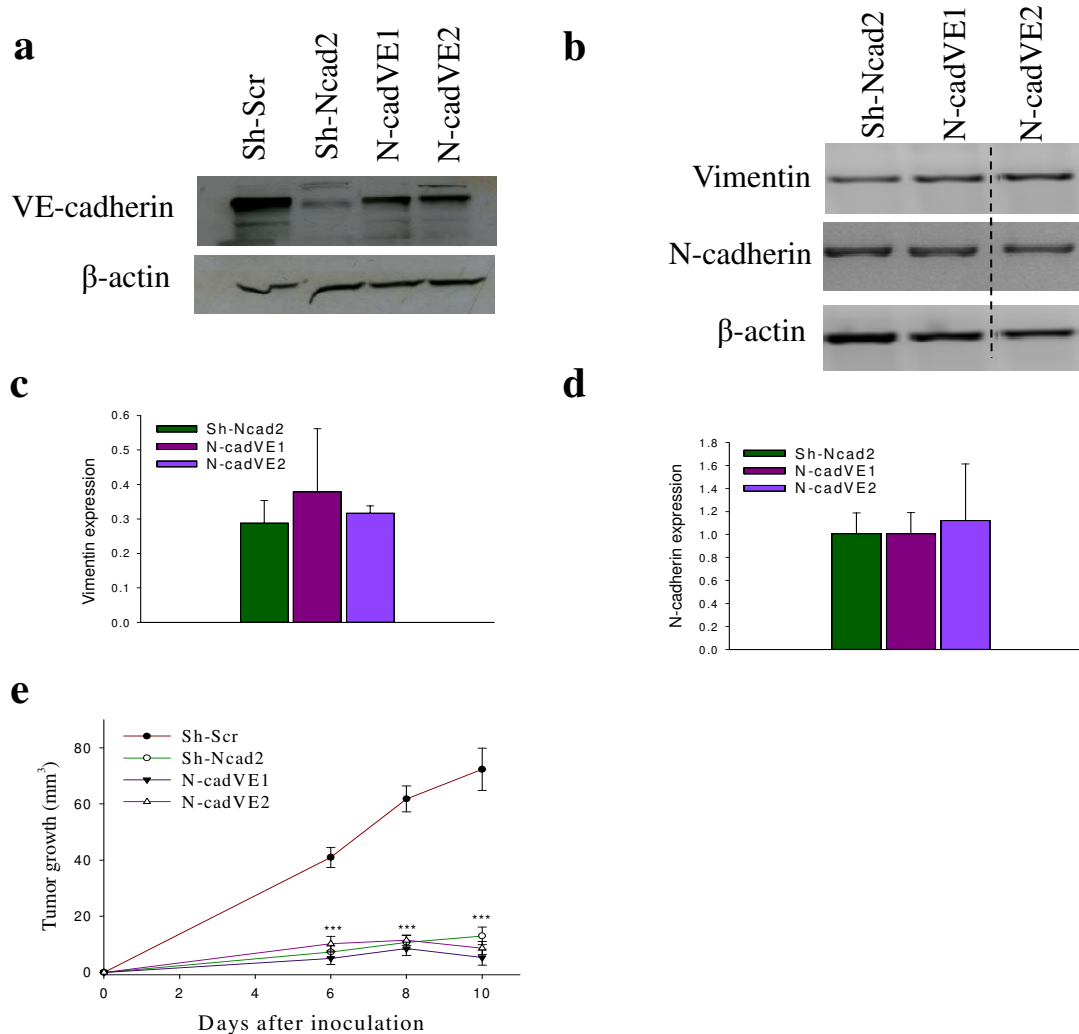 a
Sh-Scr
Sh-Ncad2
N-cadVE1
N-cadVE2
VE-cadherin
β-actin
b
Sh-Ncad2
N-cadVE1
N-cadVE2
Vimentin
N-cadherin
β-actin
c
Vimentin expression
0.6
0.5
0.4
0.3
0.2
0.1
0.0
Sh-Ncad2
N-cadVE1
N-cadVE2
d
N-cadherin expression
1.8
1.6
1.4
1.2
1.0
0.8
0.6
0.4
0.2
0.0
Sh-Ncad2
N-cadVE1
N-cadVE2
e
Tumor growth (mm³)
80
60
40
20
0
Sh-Scr
Sh-Ncad2
N-cadVE1
N-cadVE2
***
***
***
0 2 4 6 8 10
Days after inoculation